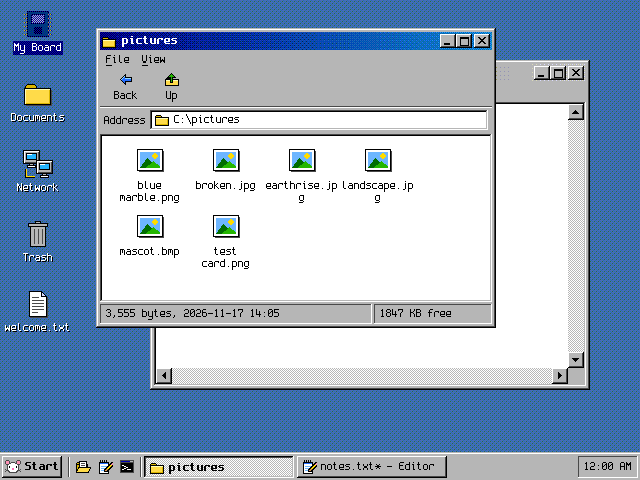 My Board
Documents
Network
Trash
welcome.txt
pictures
File View
Back Up
Address C:\pictures
blue marble.png
broken.jpg
earthrise.jpg
landscape.jpg
mascot.bmp
test card.png
3,555 bytes, 2026-11-17 14:05
1847 KB free
Start
pictures
notes.txt* - Editor
12:00 AM